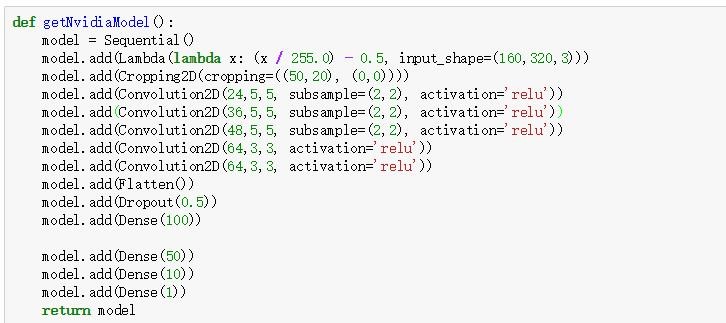 def getNvidiaModel():
    model = Sequential()
    model.add(Lambda(lambda x: (x / 255.0) - 0.5, input_shape=(160,320,3)))
    model.add(Cropping2D(cropping=((50,20), (0,0))))
    model.add(Convolution2D(24,5,5, subsample=(2,2), activation='relu'))
    model.add(Convolution2D(36,5,5, subsample=(2,2), activation='relu'))
    model.add(Convolution2D(48,5,5, subsample=(2,2), activation='relu'))
    model.add(Convolution2D(64,3,3, activation='relu'))
    model.add(Convolution2D(64,3,3, activation='relu'))
    model.add(Flatten())
    model.add(Dropout(0.5))
    model.add(Dense(100))
    model.add(Dense(50))
    model.add(Dense(10))
    model.add(Dense(1))
    return model